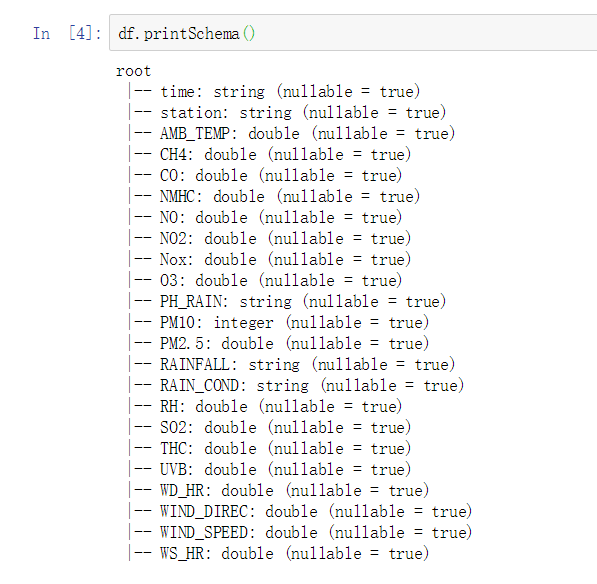 In [4]: df.printSchema()
root
|-- time: string (nullable = true)
|-- station: string (nullable = true)
|-- AMB_TEMP: double (nullable = true)
|-- CH4: double (nullable = true)
|-- CO: double (nullable = true)
|-- NMHC: double (nullable = true)
|-- NO: double (nullable = true)
|-- NO2: double (nullable = true)
|-- Nox: double (nullable = true)
|-- O3: double (nullable = true)
|-- PH_RAIN: string (nullable = true)
|-- PM10: integer (nullable = true)
|-- PM2.5: double (nullable = true)
|-- RAINFALL: string (nullable = true)
|-- RAIN_COND: string (nullable = true)
|-- RH: double (nullable = true)
|-- SO2: double (nullable = true)
|-- THC: double (nullable = true)
|-- UVB: double (nullable = true)
|-- WD_HR: double (nullable = true)
|-- WIND_DIREC: double (nullable = true)
|-- WIND_SPEED: double (nullable = true)
|-- WS_HR: double (nullable = true)